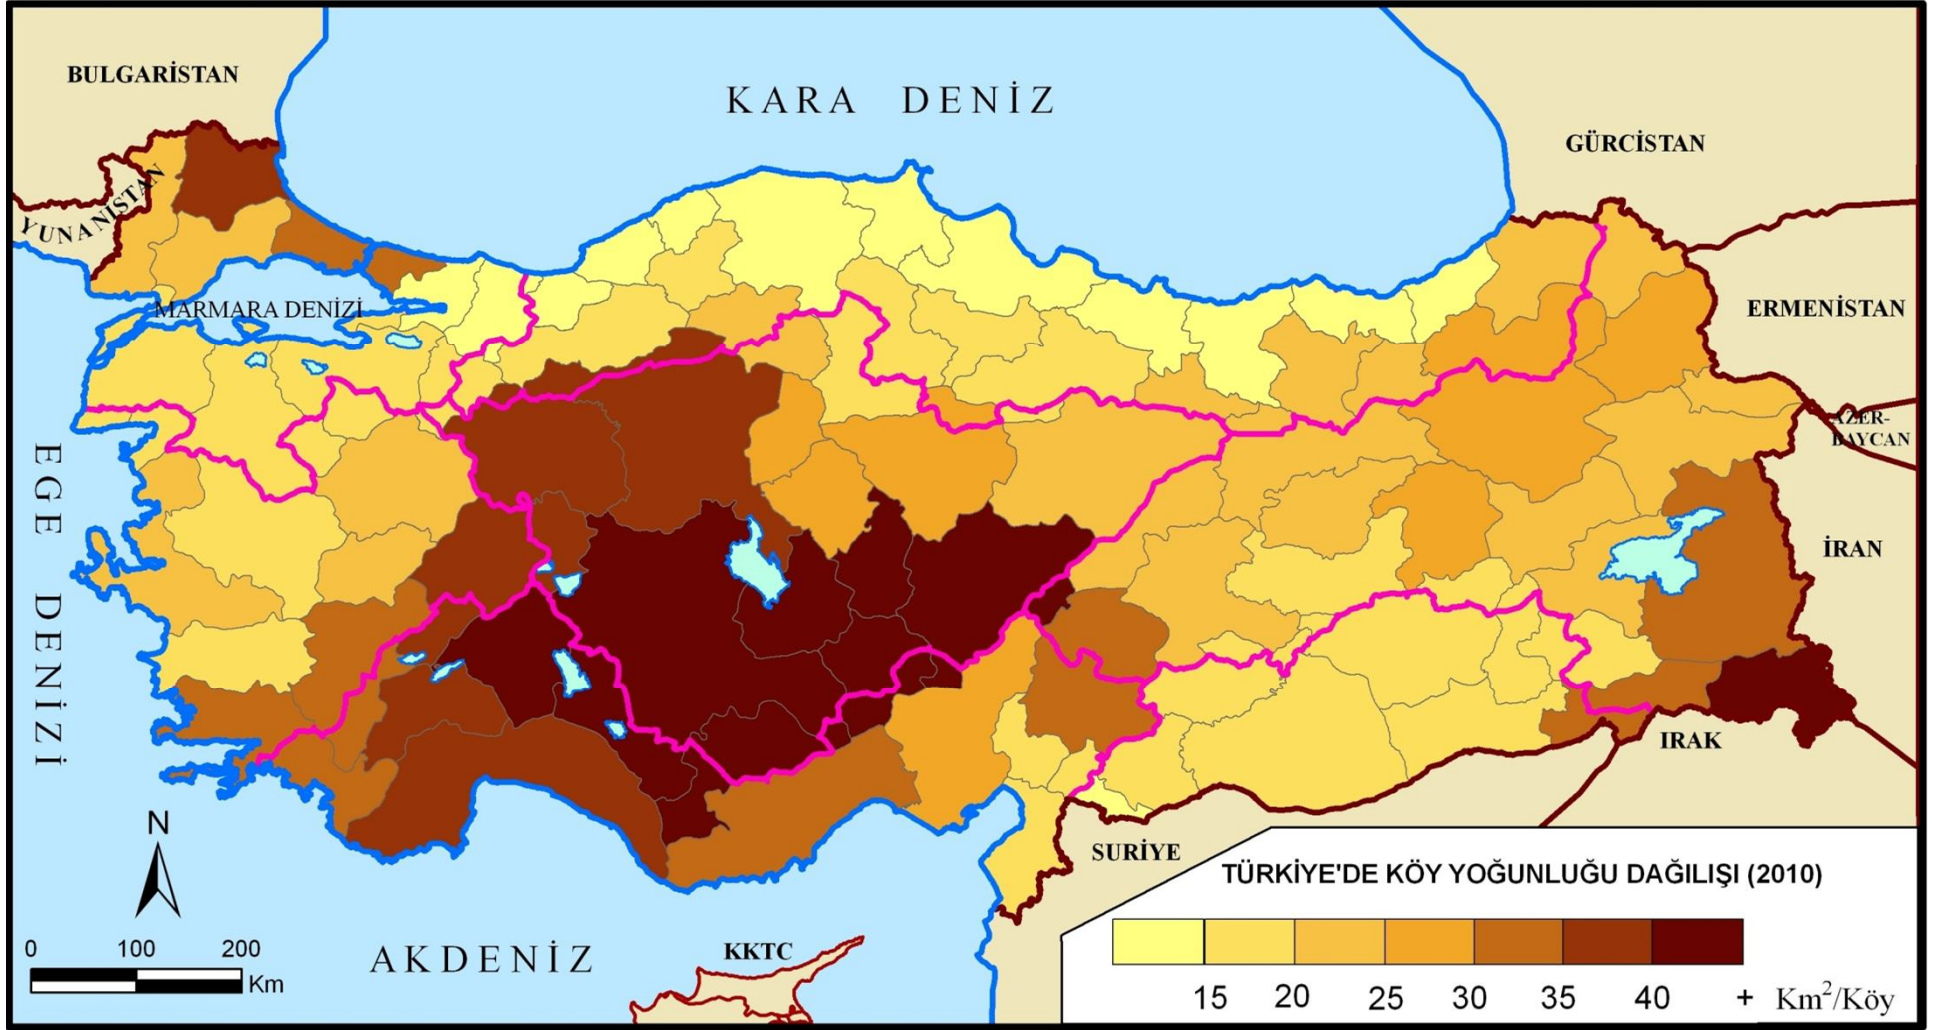 BULGARİSTAN
KARA DENİZ
GÜRCİSTAN
YUNANİSTAN
MARMARA DENİZİ
ERMENİSTAN
AZER-
BAYCAN
EGE DENİZİ
İRAN
IRAK
SURİYE
N
0 100 200
Km
AKDENİZ
KKTC
TÜRKİYE'DE KÖY YOĞUNLUĞU DAĞILIŞI (2010)
15 20 25 30 35 40 + Km²/Köy